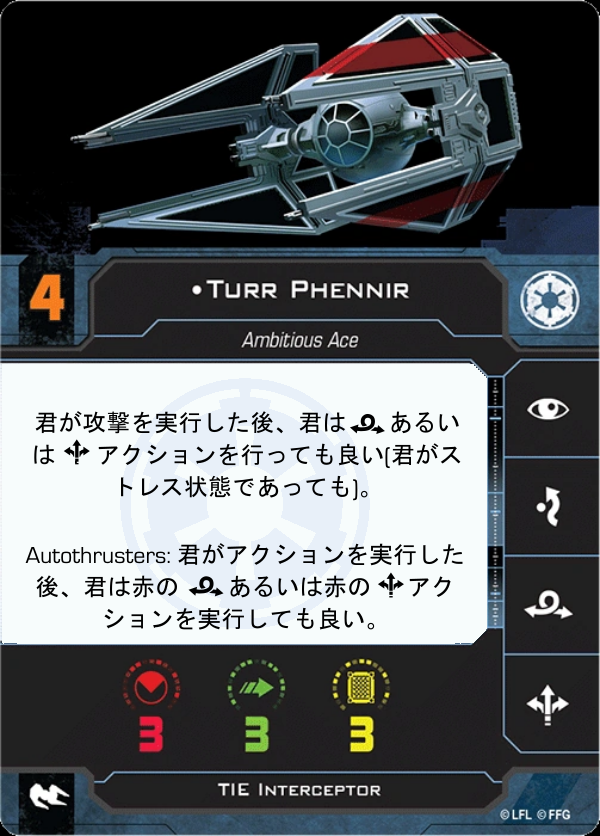 4
•Turr Phennir
Ambitious Ace
君が攻撃を実行した後、君は あるい
は アクションを行っても良い(君がス
トレス状態であっても)。
Autothrusters: 君がアクションを実行した
後、君は赤の あるいは赤の アク
ションを実行しても良い。
3 3 3
TIE Interceptor
©LFL ©FFG